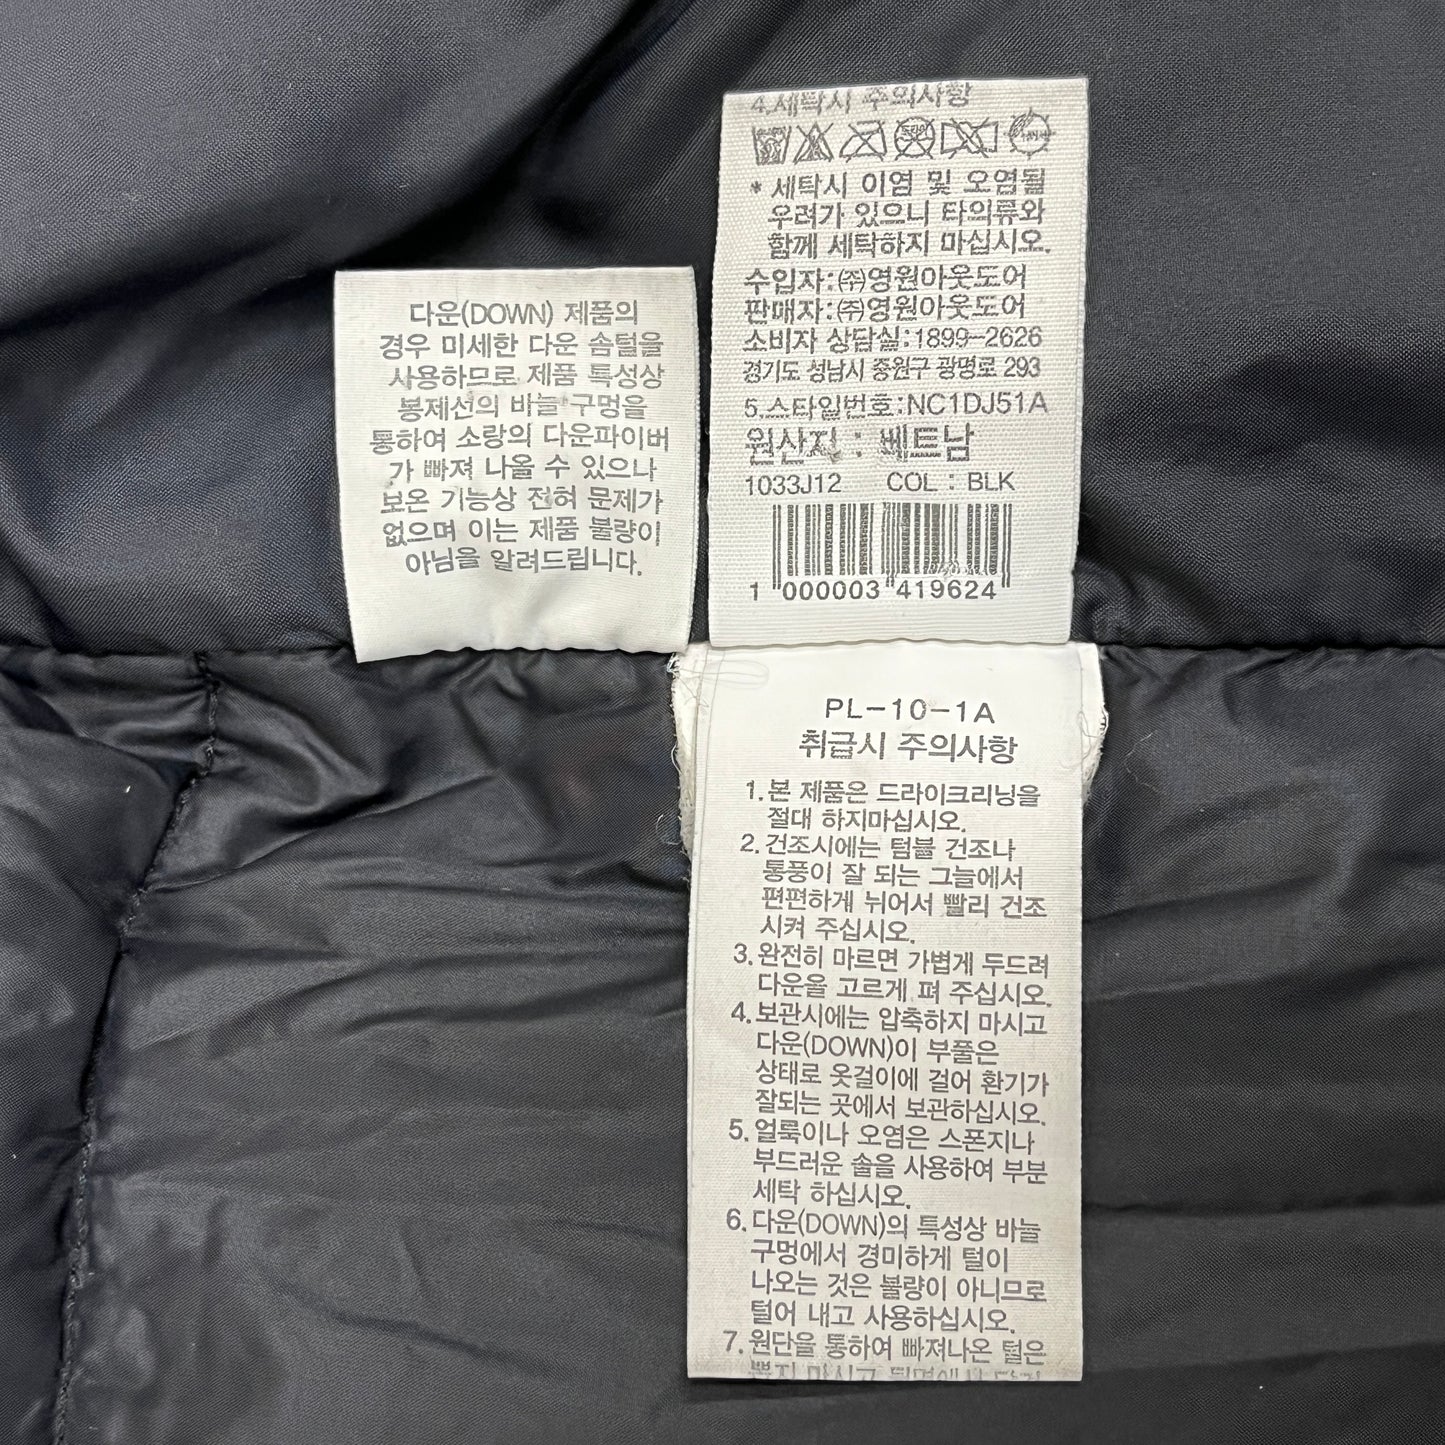 다운(DOWN) 제품의
경우 미세한 다운 솜털을
사용하므로 제품 특성상
봉제선의 바늘 구멍을
통하여 소량의 다운파이버
가 빠져 나올 수 있으나
보온 기능상 전혀 문제가
없으며 이는 제품 불량이
아님을 알려드립니다.
4.세탁시 주의사항
* 세탁시 이염 및 오염될
우려가 있으니 타의류와
함께 세탁하지 마십시오.
수입자:㈜영원아웃도어
판매자:㈜영원아웃도어
소비자 상담실:1899-2626
경기도 성남시 중원구 광명로 293
5.스타일번호:NC1DJ51A
원산지 : 베트남
1033J12 COL : BLK
1 000003 419624
PL-10-1A
취급시 주의사항
1.본 제품은 드라이크리닝을
절대 하지마십시오.
2.건조시에는 텀블 건조나
통풍이 잘 되는 그늘에서
편편하게 뉘어서 빨리 건조
시켜 주십시오.
3.완전히 마르면 가볍게 두드려
다운을 고르게 펴 주십시오.
4.보관시에는 압축하지 마시고
다운(DOWN)이 부풀은
상태로 옷걸이에 걸어 환기가
잘되는 곳에서 보관하십시오.
5.얼룩이나 오염은 스폰지나
부드러운 솔을 사용하여 부분
세탁 하십시오.
6.다운(DOWN)의 특성상 바늘
구멍에서 경미하게 털이
나오는 것은 불량이 아니므로
털어 내고 사용하십시오.
7.원단을 통하여 빠져나온 털은